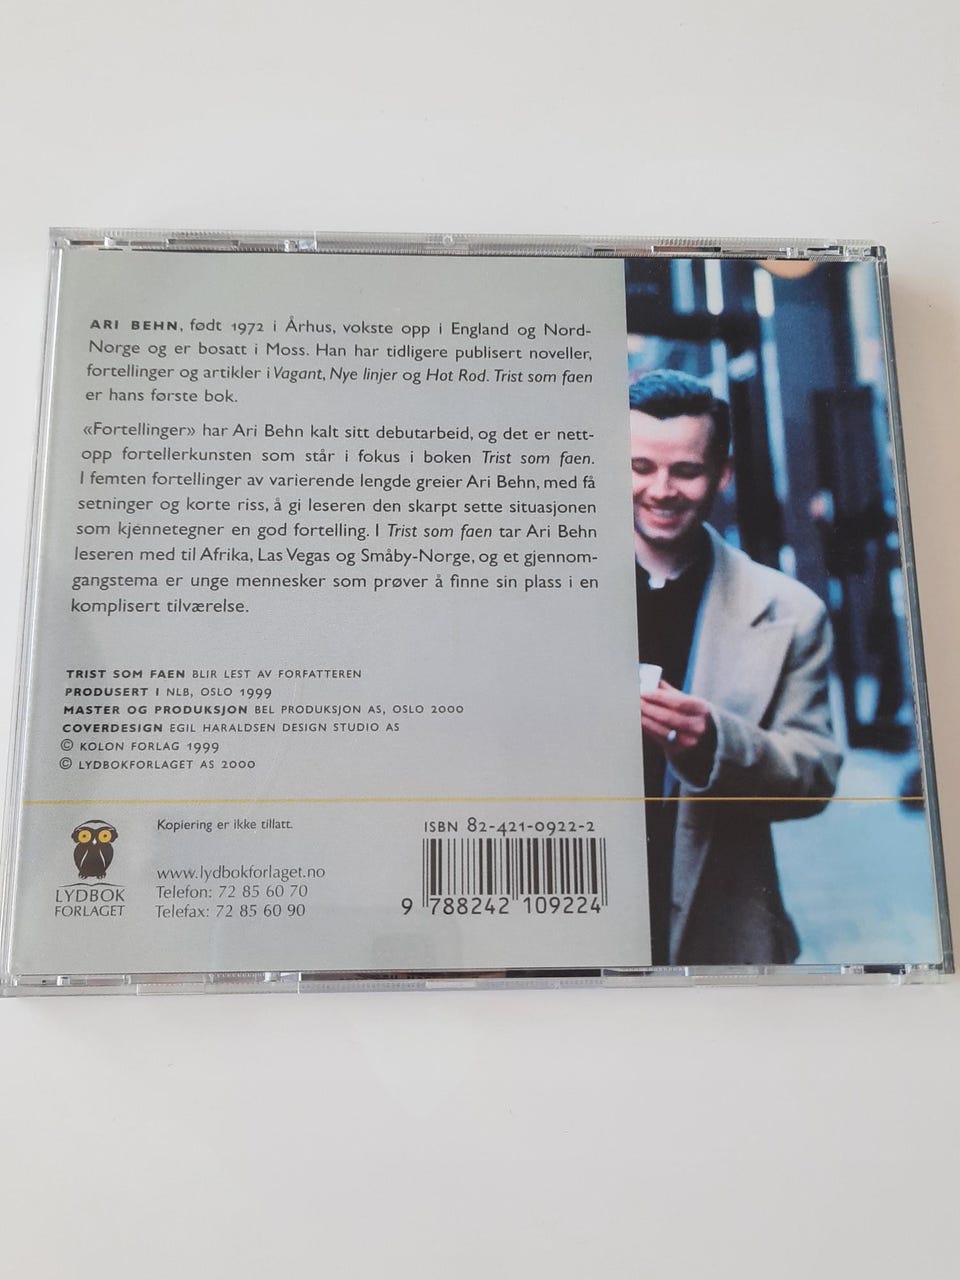 ARI BEHN, født 1972 i Århus, vokste opp i England og Nord-
Norge og er bosatt i Moss. Han har tidligere publisert noveller,
fortellinger og artikler i Vagant, Nye linjer og Hot Rod. Trist som faen
er hans første bok.
«Fortellinger» har Ari Behn kalt sitt debutarbeid, og det er nett-
opp fortellerkunsten som står i fokus i boken Trist som faen.
I femten fortellinger av varierende lengde greier Ari Behn, med få
setninger og korte riss, å gi leseren den skarpt sette situasjonen
som kjennetegner en god fortelling. I Trist som faen tar Ari Behn
leseren med til Afrika, Las Vegas og Småby-Norge, og et gjennom-
gangstema er unge mennesker som prøver å finne sin plass i en
komplisert tilværelse.
TRIST SOM FAEN BLIR LEST AV FORFATTEREN
PRODUSERT I NLB, OSLO 1999
MASTER OG PRODUKSJON BEL PRODUKSJON AS, OSLO 2000
COVERDESIGN EGIL HARALDSEN DESIGN STUDIO AS
© KOLON FORLAG 1999
© LYDBOKFORLAGET AS 2000
LYDBOK
FORLAGET
Kopiering er ikke tillatt.
www.lydbokforlaget.no
Telefon: 72 85 60 70
Telefax: 72 85 60 90
ISBN 82-421-0922-2
9 788242 109224